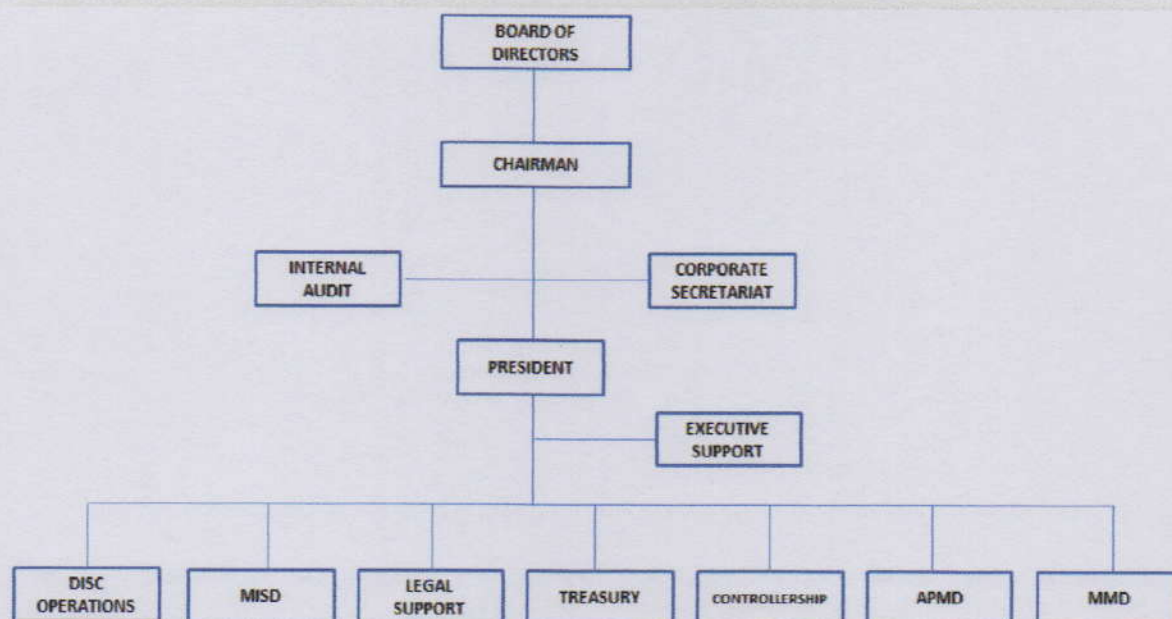 BOARD OF
DIRECTORS
CHAIRMAN
INTERNAL
AUDIT
CORPORATE
SECRETARIAT
PRESIDENT
EXECUTIVE
SUPPORT
DISC
OPERATIONS
MISD
LEGAL
SUPPORT
TREASURY
CONTROLLERSHIP
APMD
MMD